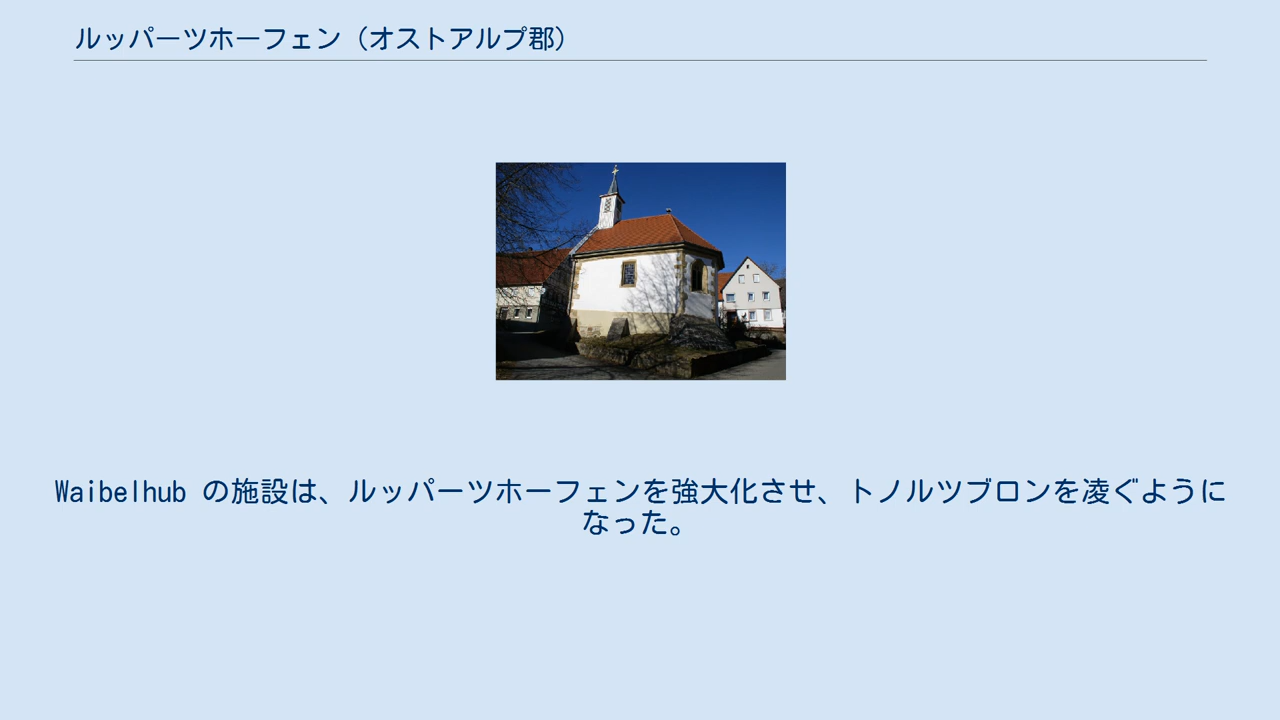 ルッパーツホーフェン（オストアルプ郡）
Waibelhub の施設は、ルッパーツホーフェンを強大化させ、トノルツブロンを凌ぐように
なった。